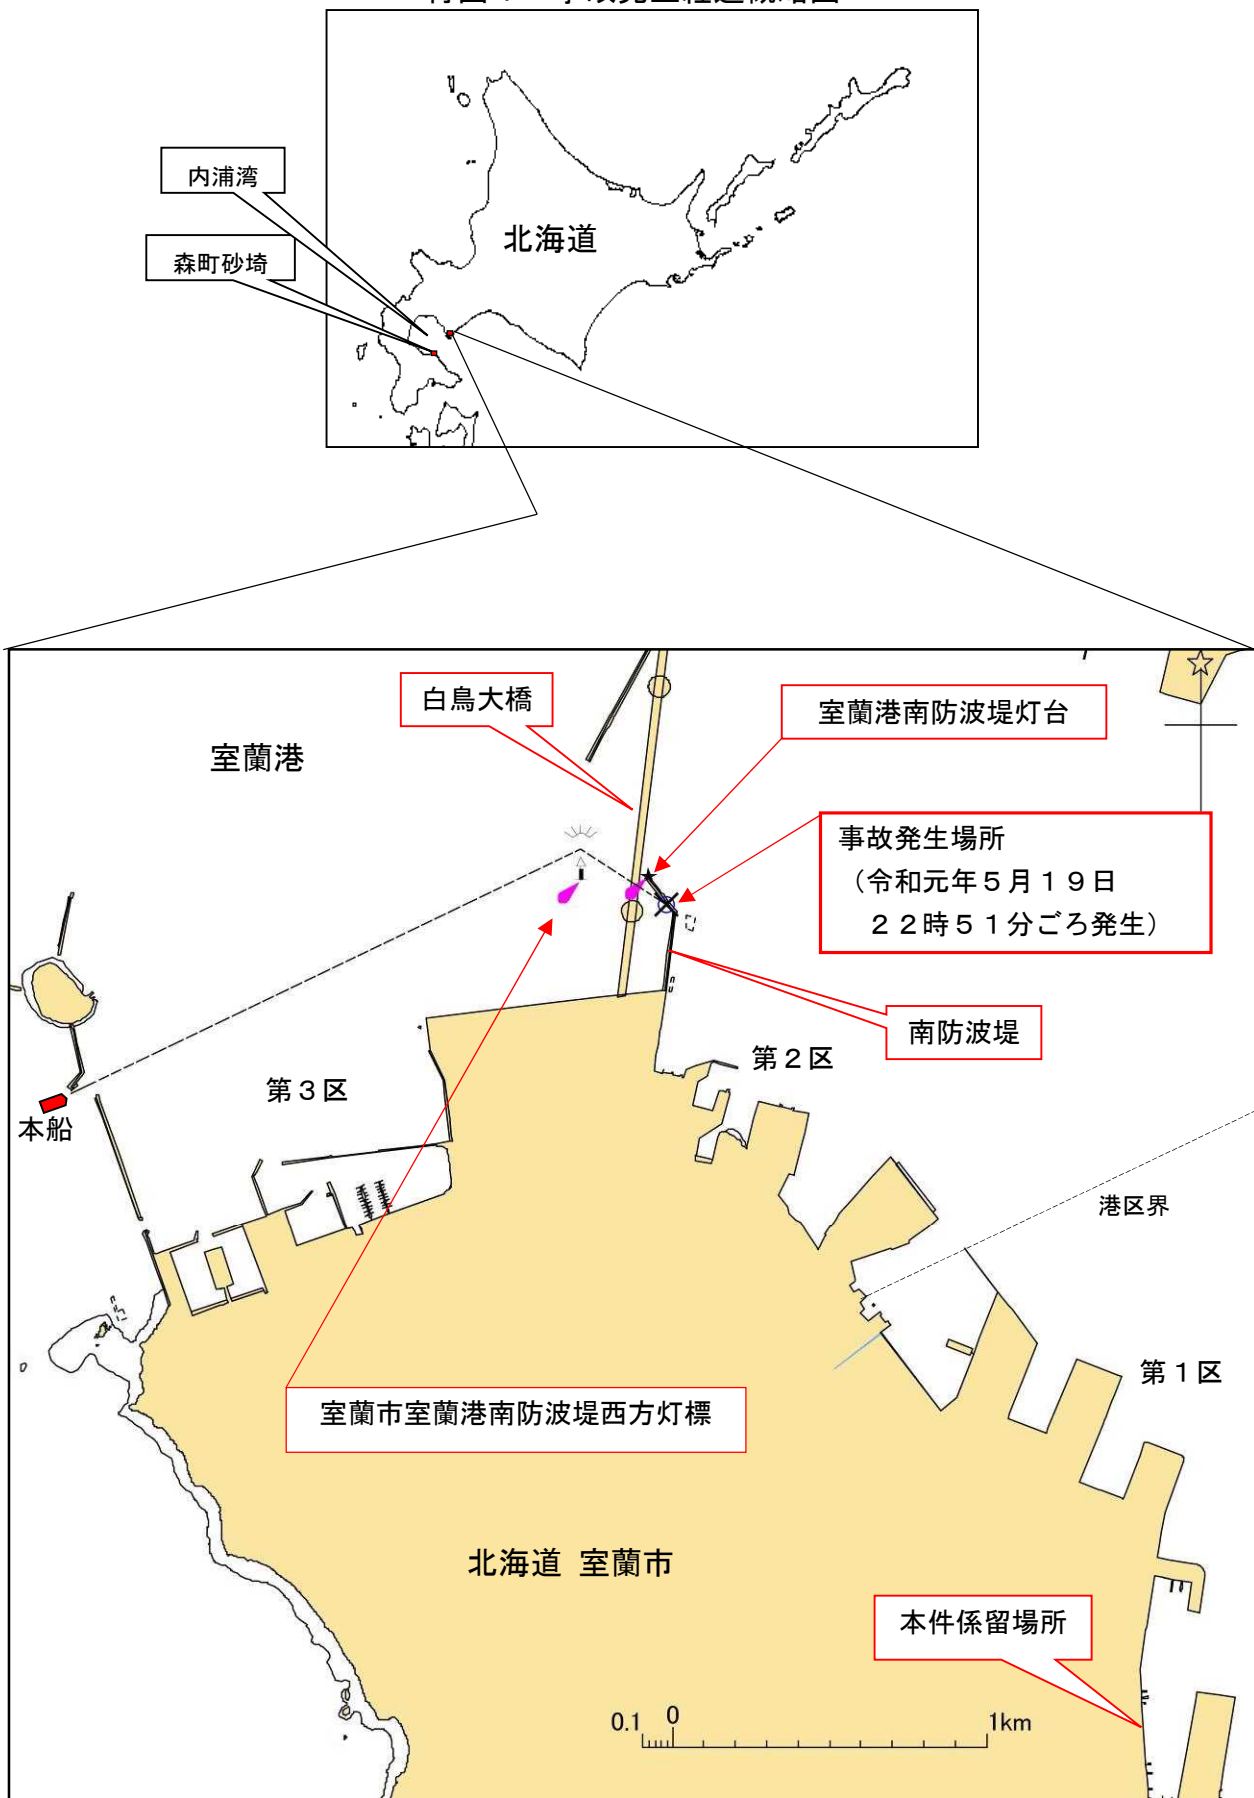 内浦湾
北海道
森町砂埼
白鳥大橋
室蘭港南防波堤灯台
室蘭港
事故発生場所
（令和元年５月１９日
２２時５１分ごろ発生）
南防波堤
第２区
第３区
本船
港区界
第１区
室蘭市室蘭港南防波堤西方灯標
北海道 室蘭市
本件係留場所
0.1 0 1km